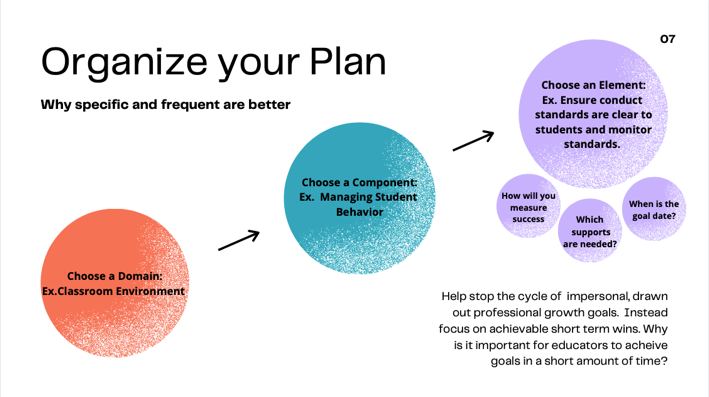 07
Organize your Plan
Why specific and frequent are better
Choose a Domain:
Ex.Classroom Environment
Choose a Component:
Ex. Managing Student
Behavior
Choose an Element:
Ex. Ensure conduct
standards are clear to
students and monitor
standards.
How will you
measure
success
Which
supports
are needed?
When is the
goal date?
Help stop the cycle of impersonal, drawn
out professional growth goals. Instead
focus on achievable short term wins. Why
is it important for educators to acheive
goals in a short amount of time?